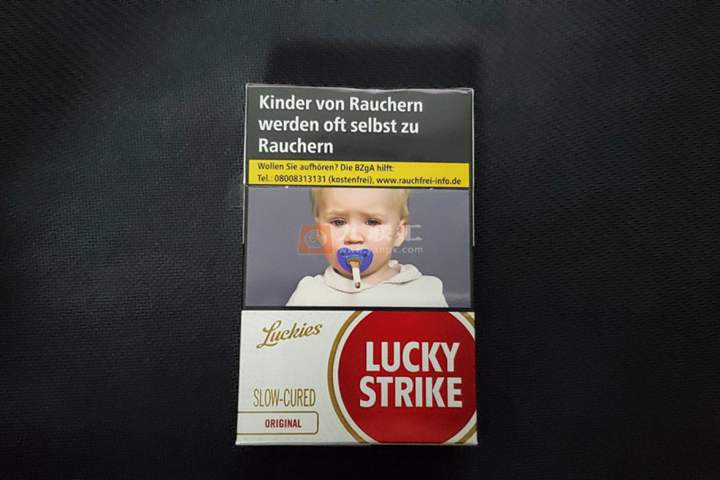 Kinder von Rauchern
werden oft selbst zu
Rauchern
Wollen Sie aufhören? Die BZgA hilft:
Tel.: 08008313131 (kostenfrei), www.rauchfrei-info.de
Luckies
LUCKY
STRIKE
SLOW-CURED
ORIGINAL